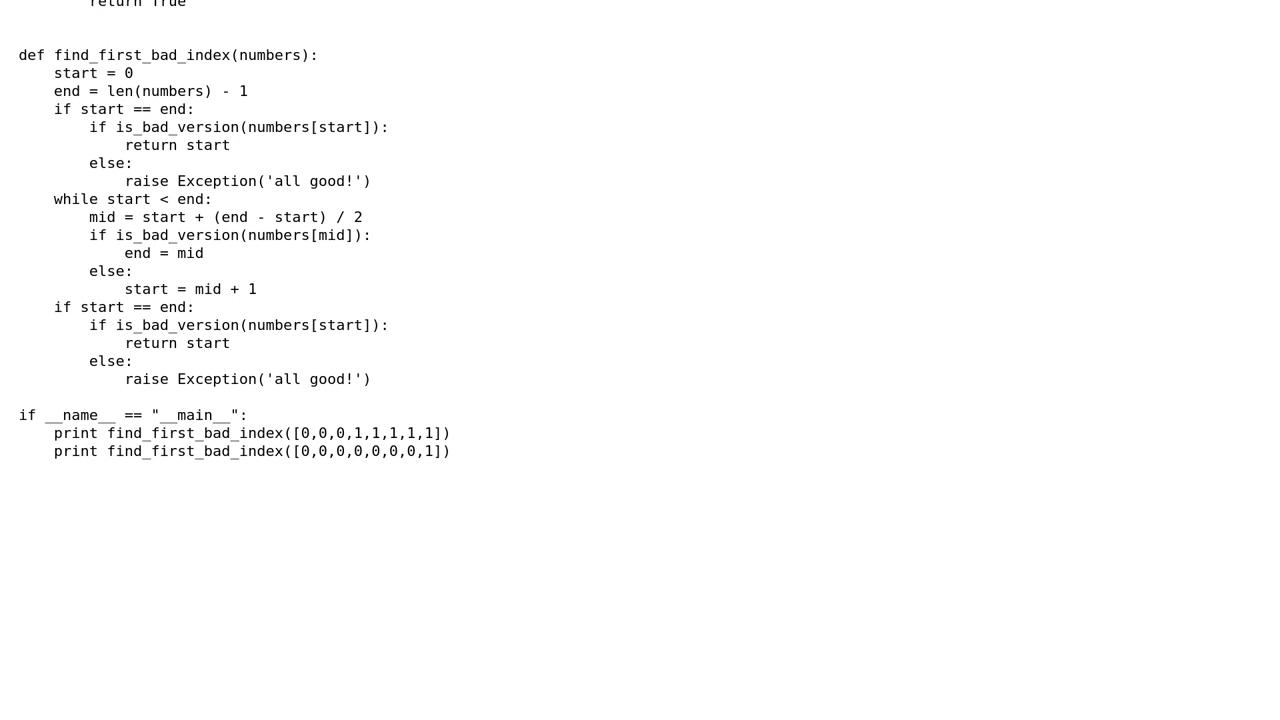 return True


def find_first_bad_index(numbers):
    start = 0
    end = len(numbers) - 1
    if start == end:
        if is_bad_version(numbers[start]):
            return start
        else:
            raise Exception('all good!')
    while start < end:
        mid = start + (end - start) / 2
        if is_bad_version(numbers[mid]):
            end = mid
        else:
            start = mid + 1
    if start == end:
        if is_bad_version(numbers[start]):
            return start
        else:
            raise Exception('all good!')

if __name__ == "__main__":
    print find_first_bad_index([0,0,0,1,1,1,1,1])
    print find_first_bad_index([0,0,0,0,0,0,0,1])